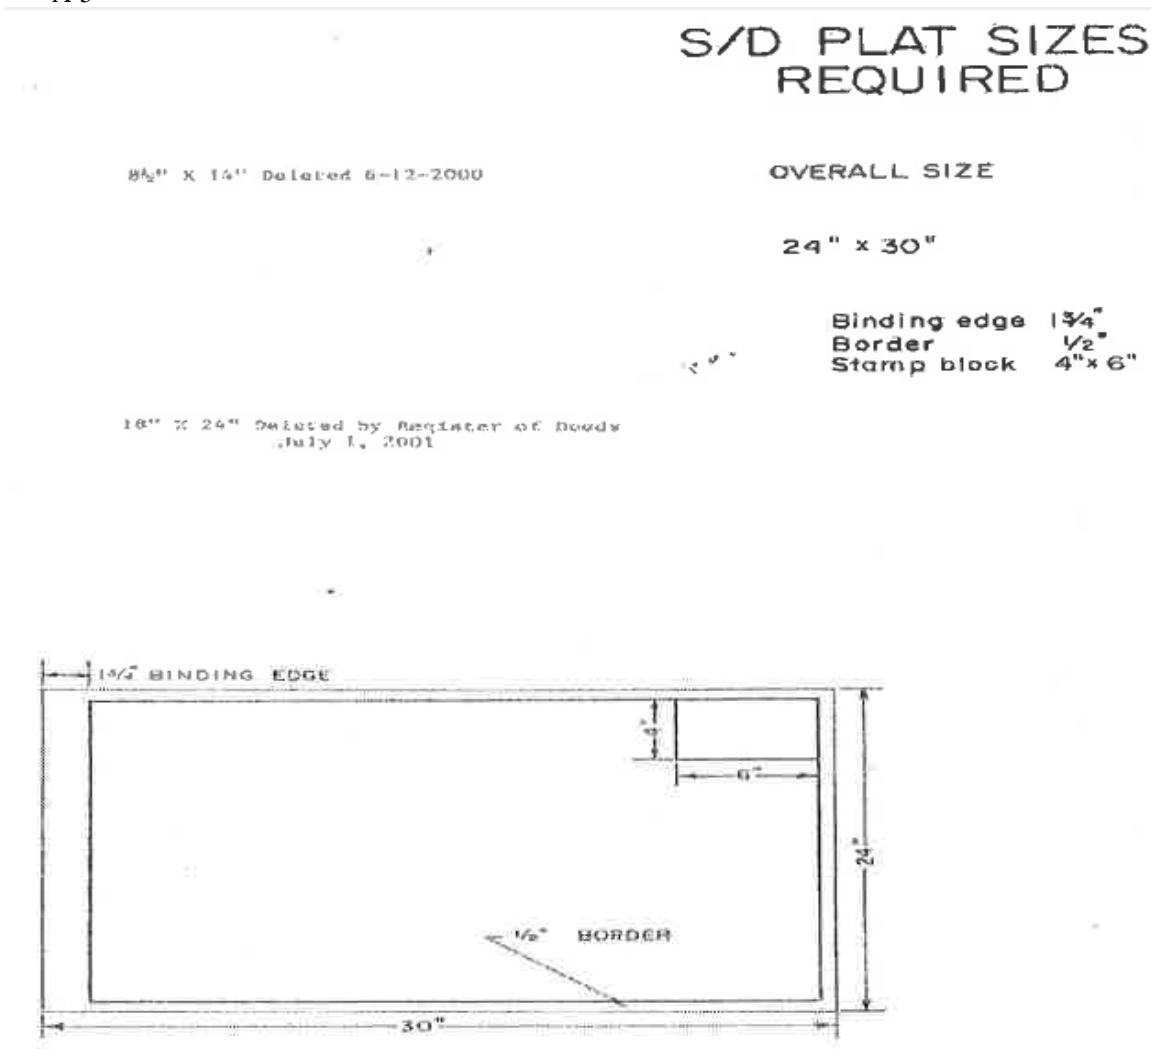 S/D PLAT SIZES
REQUIRED
8½" X 14" Deleted 6-12-2000
OVERALL SIZE
24" x 30"
Binding edge 1¾"
Border ½"
Stamp block 4"x 6"
18" X 24" Deleted by Register of Deeds
July 1, 2001
1¾" BINDING EDGE
4"
6"
24"
½" BORDER
30"